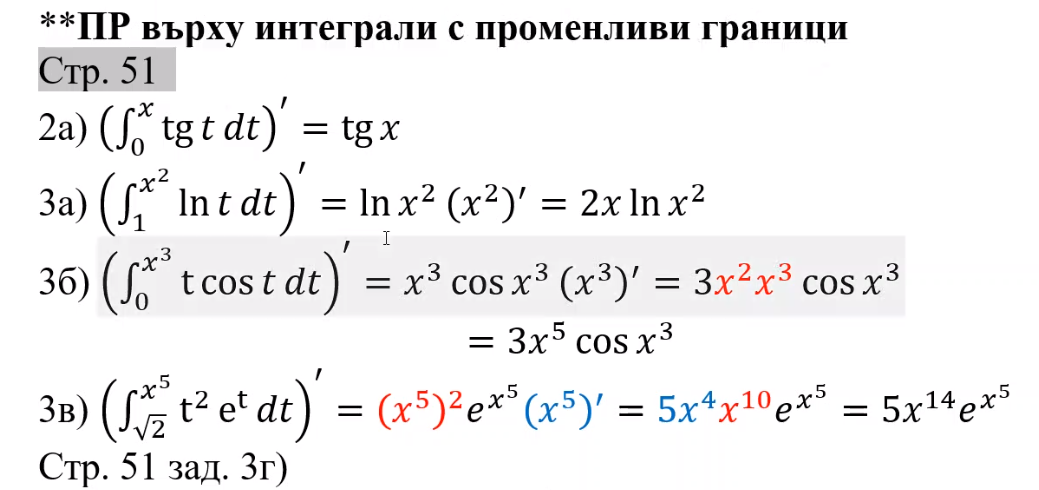 **ПР върху интеграли с променливи граници
Стр. 51
2а) (∫₀ˣ tg t dt)′ = tg x
3а) (∫₁^{x²} ln t dt)′ = ln x² (x²)′ = 2x ln x²
3б) (∫₀^{x³} t cos t dt)′ = x³ cos x³ (x³)′ = 3x²x³ cos x³
= 3x⁵ cos x³
3в) (∫_{√2}^{x⁵} t² eᵗ dt)′ = (x⁵)²e^{x⁵}(x⁵)′ = 5x⁴x¹⁰e^{x⁵} = 5x¹⁴e^{x⁵}
Стр. 51 зад. 3г)